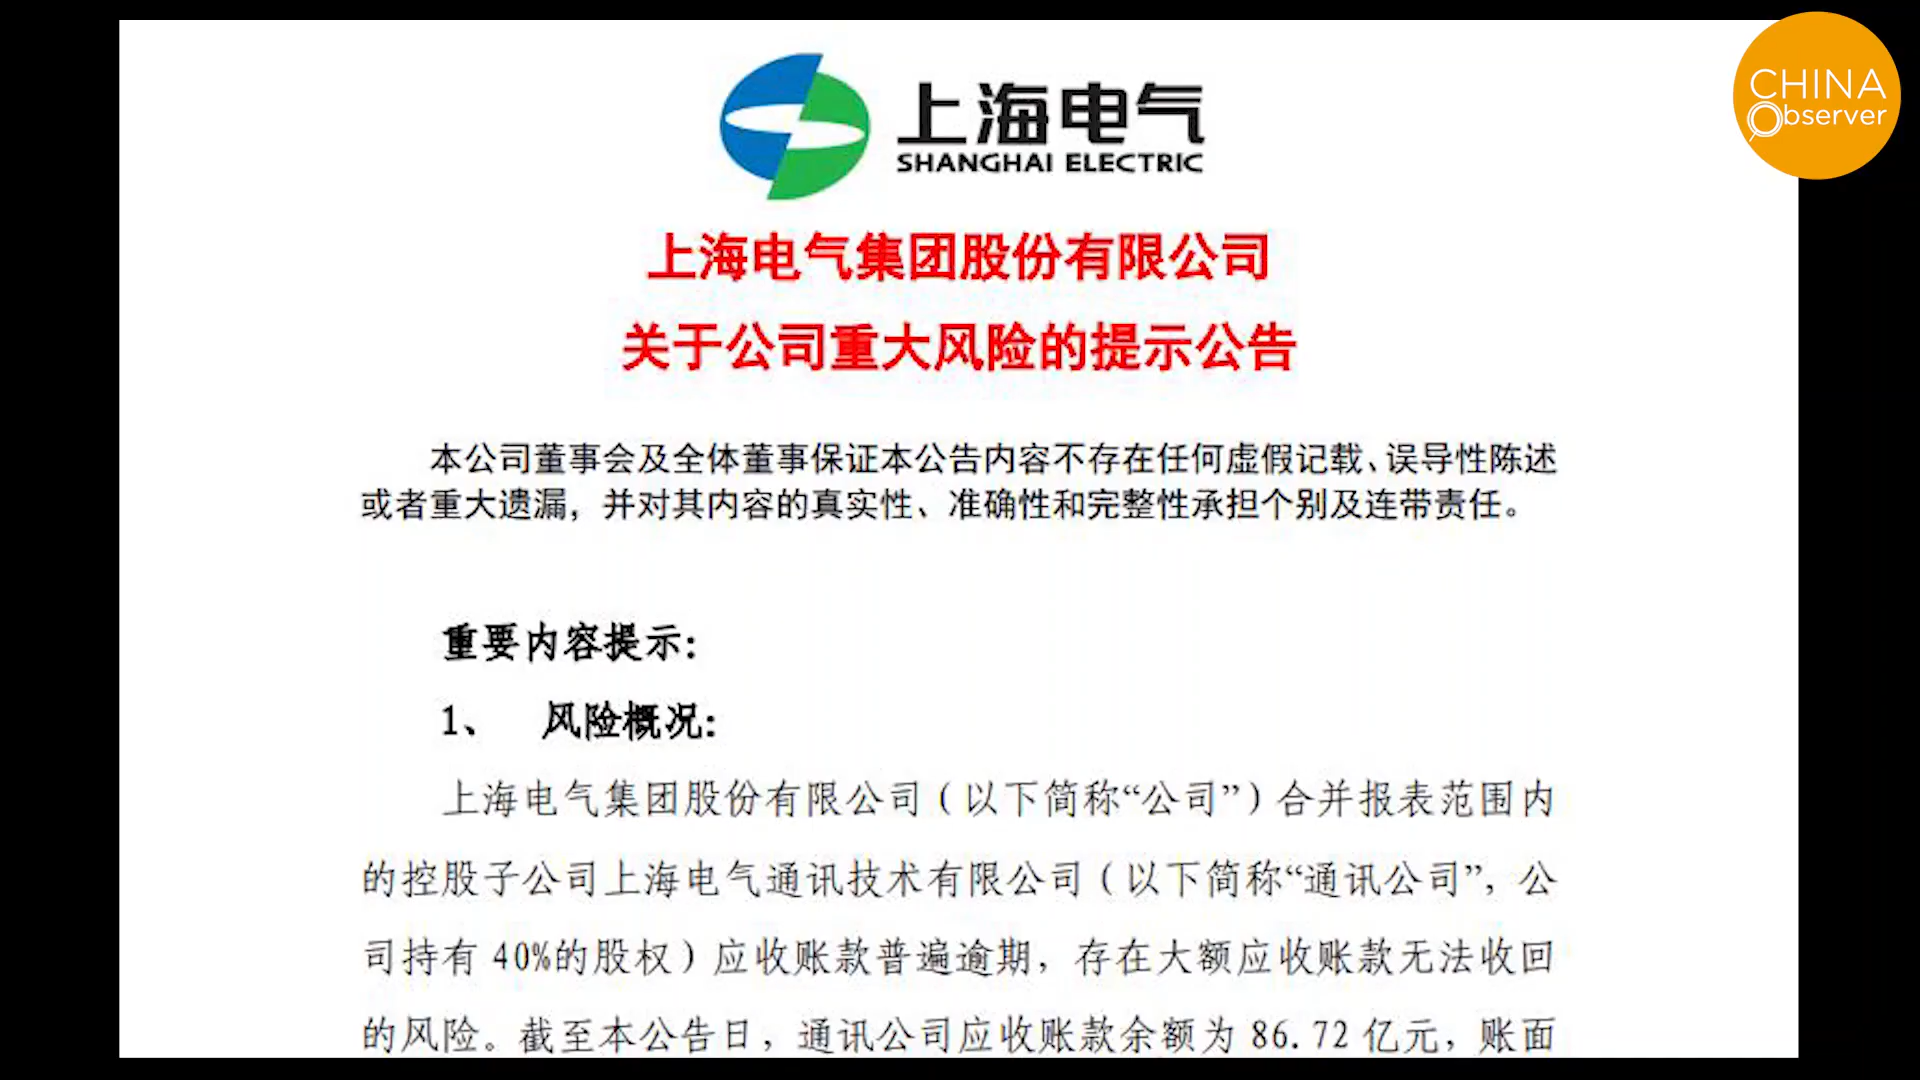 CHINA
Observer
上海电气
SHANGHAI ELECTRIC
上海电气集团股份有限公司
关于公司重大风险的提示公告
本公司董事会及全体董事保证本公告内容不存在任何虚假记载、误导性陈述
或者重大遗漏，并对其内容的真实性、准确性和完整性承担个别及连带责任。
重要内容提示：
1、 风险概况：
上海电气集团股份有限公司（以下简称“公司”）合并报表范围内
的控股子公司上海电气通讯技术有限公司（以下简称“通讯公司”，公
司持有 40%的股权）应收账款普遍逾期，存在大额应收账款无法收回
的风险。截至本公告日，通讯公司应收账款余额为 86.72 亿元，账面